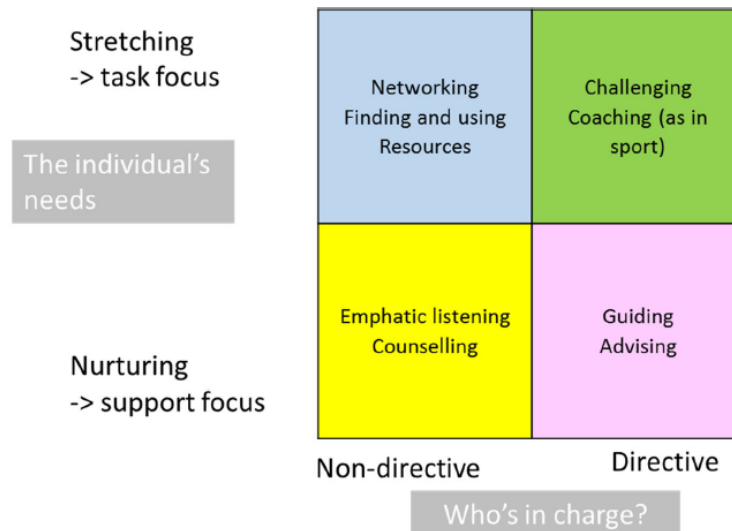 Stretching
-> task focus
The individual's
needs
Nurturing
-> support focus
Networking
Finding and using
Resources
Challenging
Coaching (as in
sport)
Emphatic listening
Counselling
Guiding
Advising
Non-directive
Directive
Who's in charge?